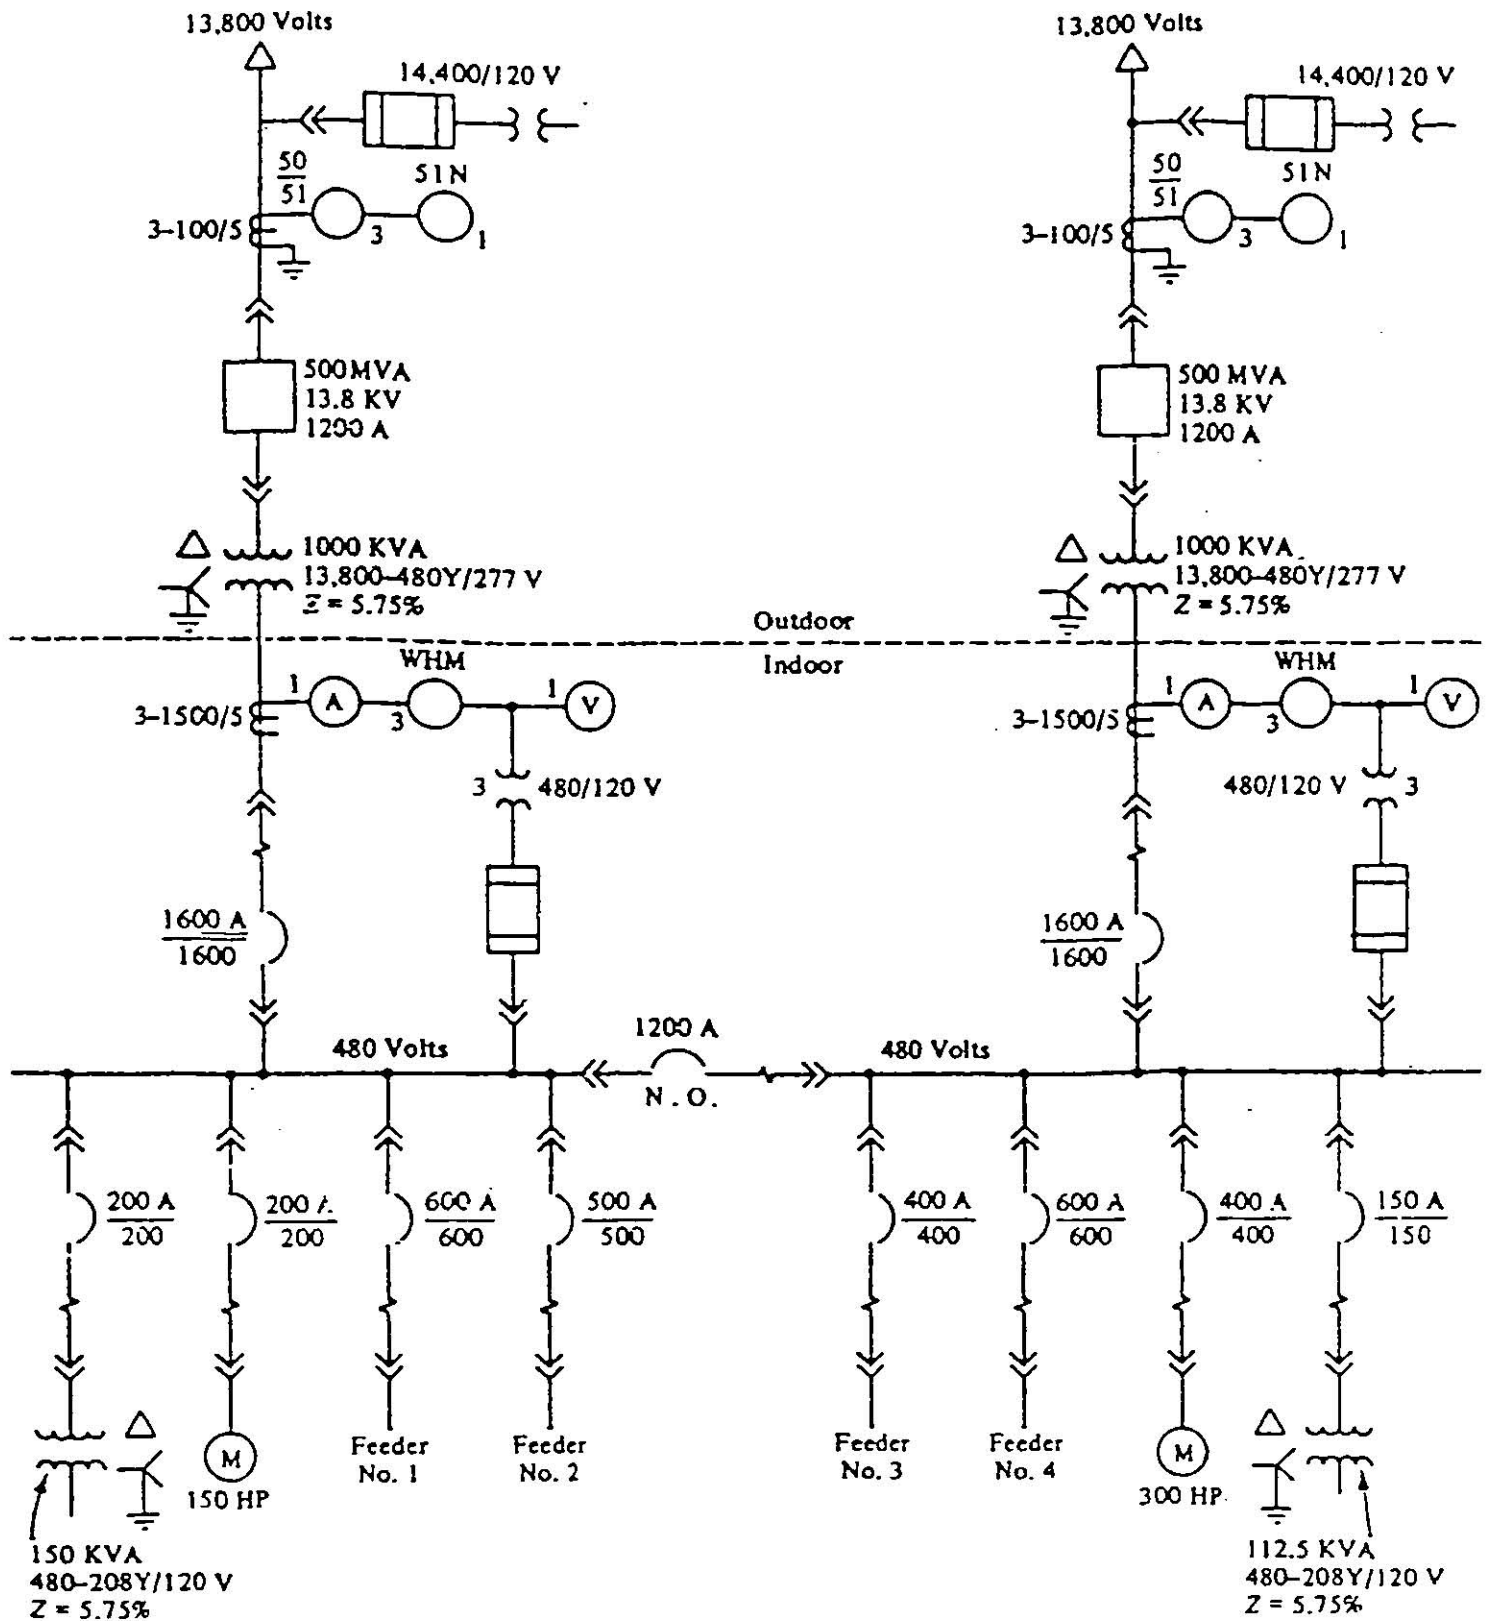 13,800 Volts
13,800 Volts
14,400/120 V
14,400/120 V
50
51
51N
50
51
51N
3-100/5
3
1
3-100/5
3
1
500 MVA
13.8 KV
1200 A
500 MVA
13.8 KV
1200 A
1000 KVA
13,800-480Y/277 V
Z = 5.75%
1000 KVA
13,800-480Y/277 V
Z = 5.75%
Outdoor
Indoor
WHM
WHM
3-1500/5
1
A
3
1
V
3-1500/5
1
A
3
1
V
3
480/120 V
480/120 V
3
1600 A
1600
1600 A
1600
480 Volts
1200 A
N. O.
480 Volts
200 A
200
200 A
200
600 A
600
500 A
500
400 A
400
600 A
600
400 A
400
150 A
150
M
150 HP
Feeder
No. 1
Feeder
No. 2
Feeder
No. 3
Feeder
No. 4
M
300 HP
150 KVA
480-208Y/120 V
Z = 5.75%
112.5 KVA
480-208Y/120 V
Z = 5.75%